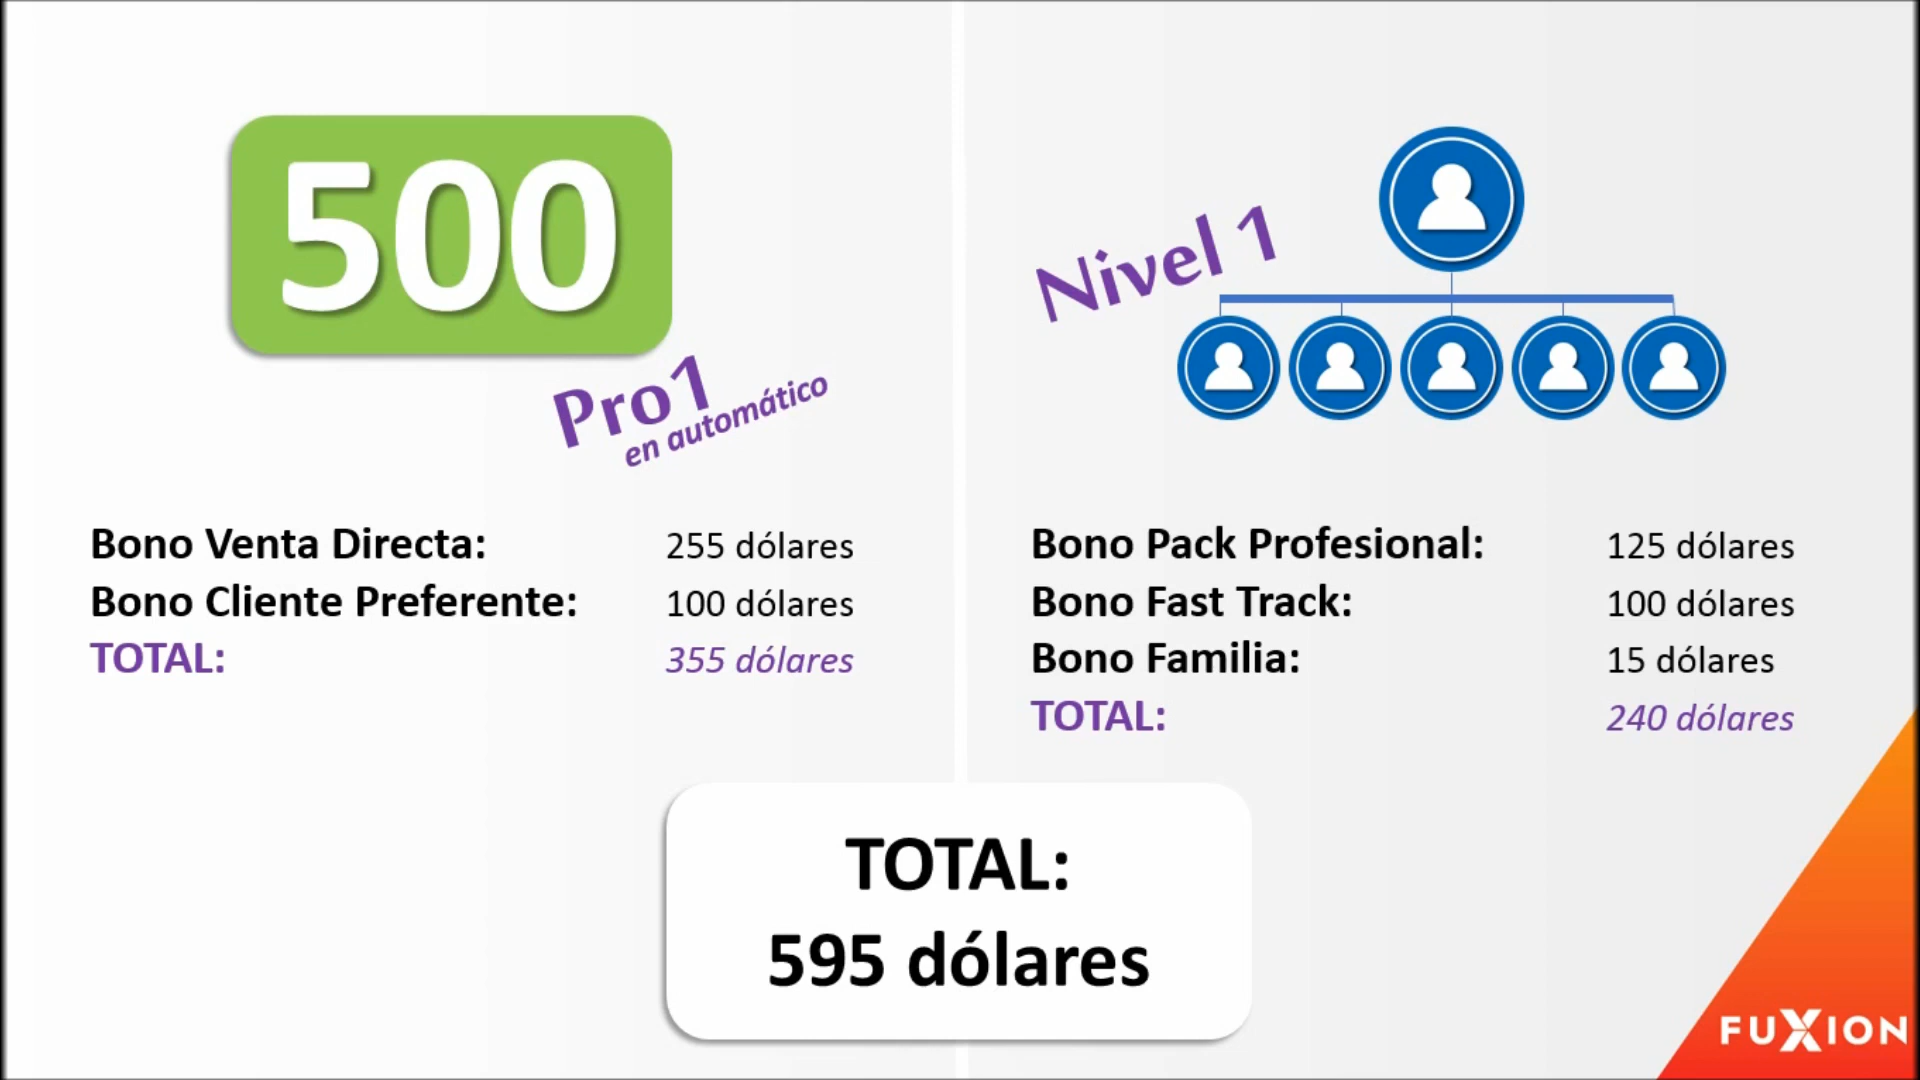 500
Pro1
en automático
Bono Venta Directa: 255 dólares
Bono Cliente Preferente: 100 dólares
TOTAL: 355 dólares
Nivel 1
Bono Pack Profesional: 125 dólares
Bono Fast Track: 100 dólares
Bono Familia: 15 dólares
TOTAL: 240 dólares
TOTAL:
595 dólares
FUXION